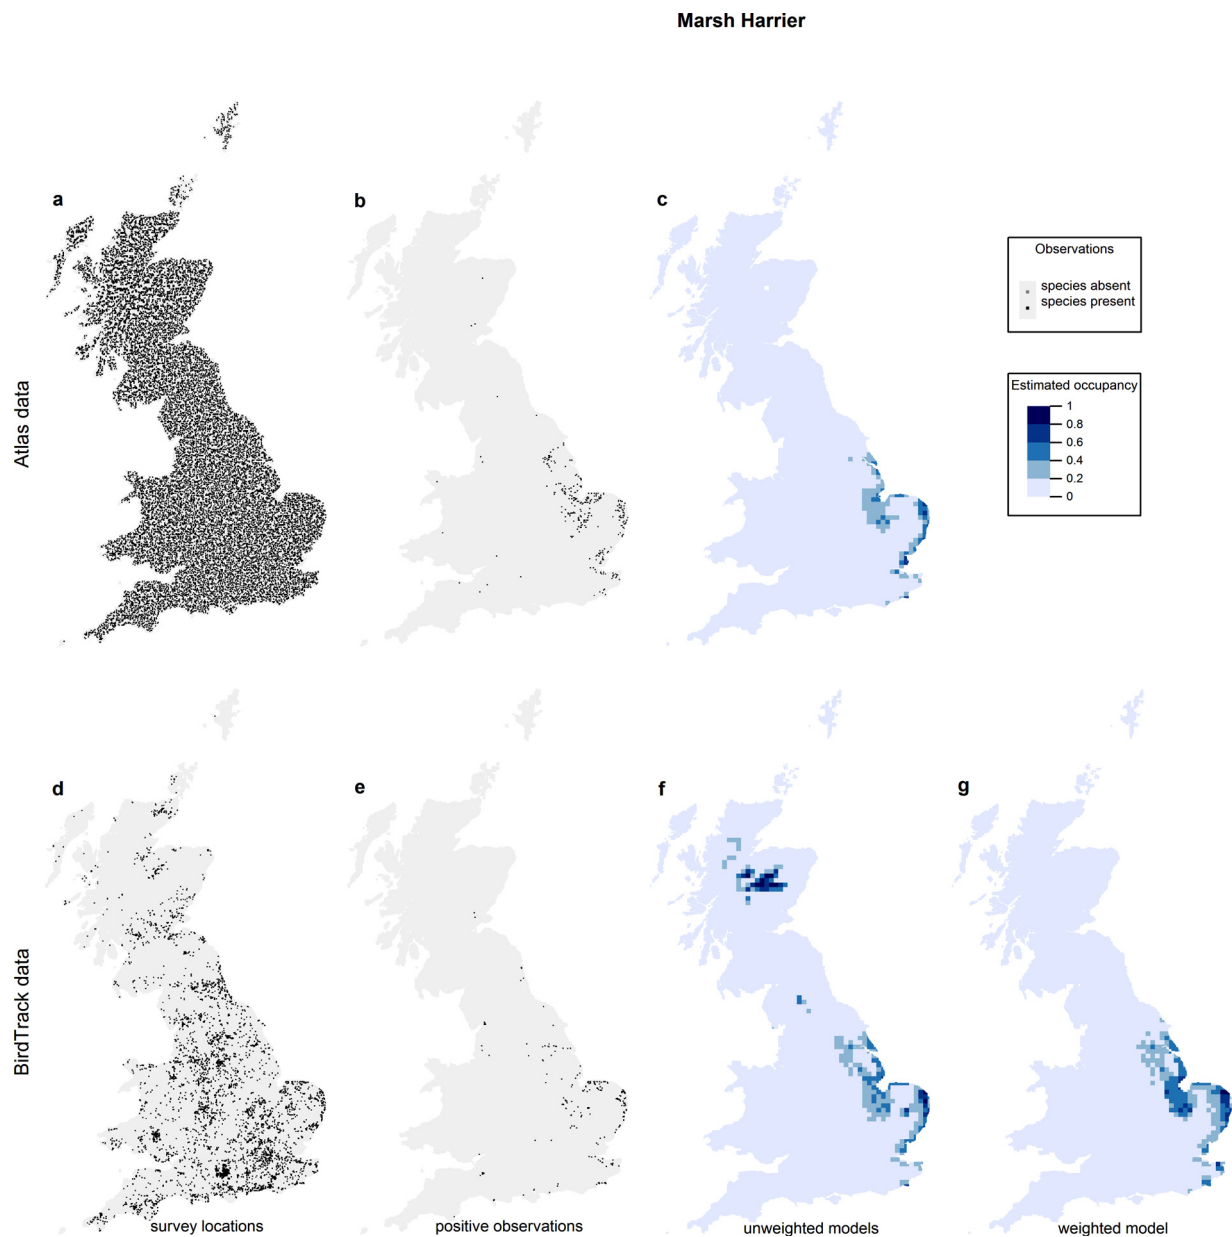 Marsh Harrier
a
b
c
Observations
species absent
species present
Estimated occupancy
1
0.8
0.6
0.4
0.2
0
Atlas data
d
e
f
g
BirdTrack data
survey locations
positive observations
unweighted models
weighted model